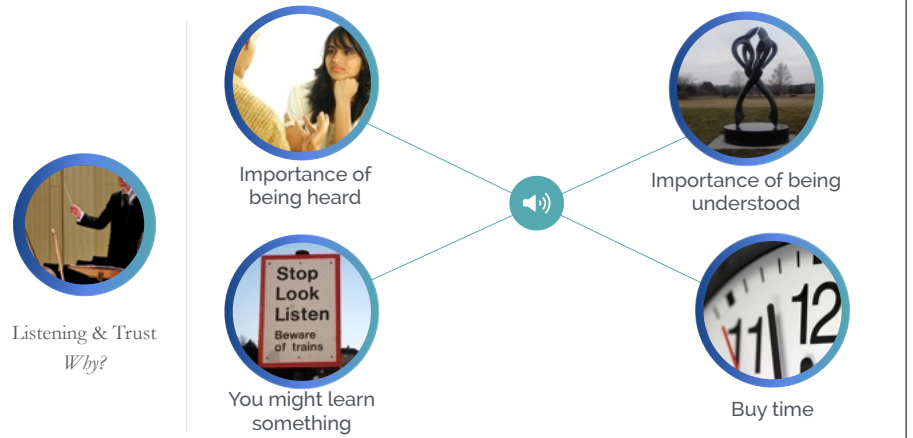 Listening & Trust
Why?
Importance of
being heard
Importance of being
understood
Stop
Look
Listen
Beware
of trains
You might learn
something
11
12
Buy time